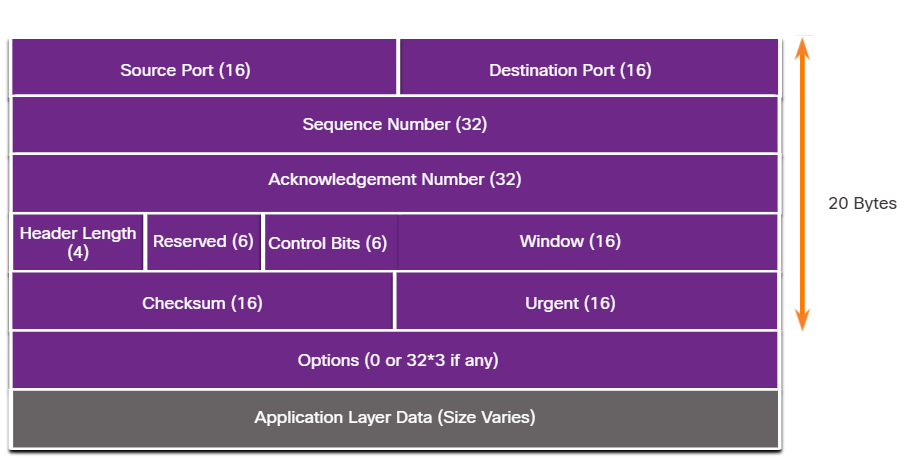 Source Port (16)
Destination Port (16)
Sequence Number (32)
Acknowledgement Number (32)
20 Bytes
Header Length
(4)
Reserved (6)
Control Bits (6)
Window (16)
Checksum (16)
Urgent (16)
Options (0 or 32*3 if any)
Application Layer Data (Size Varies)